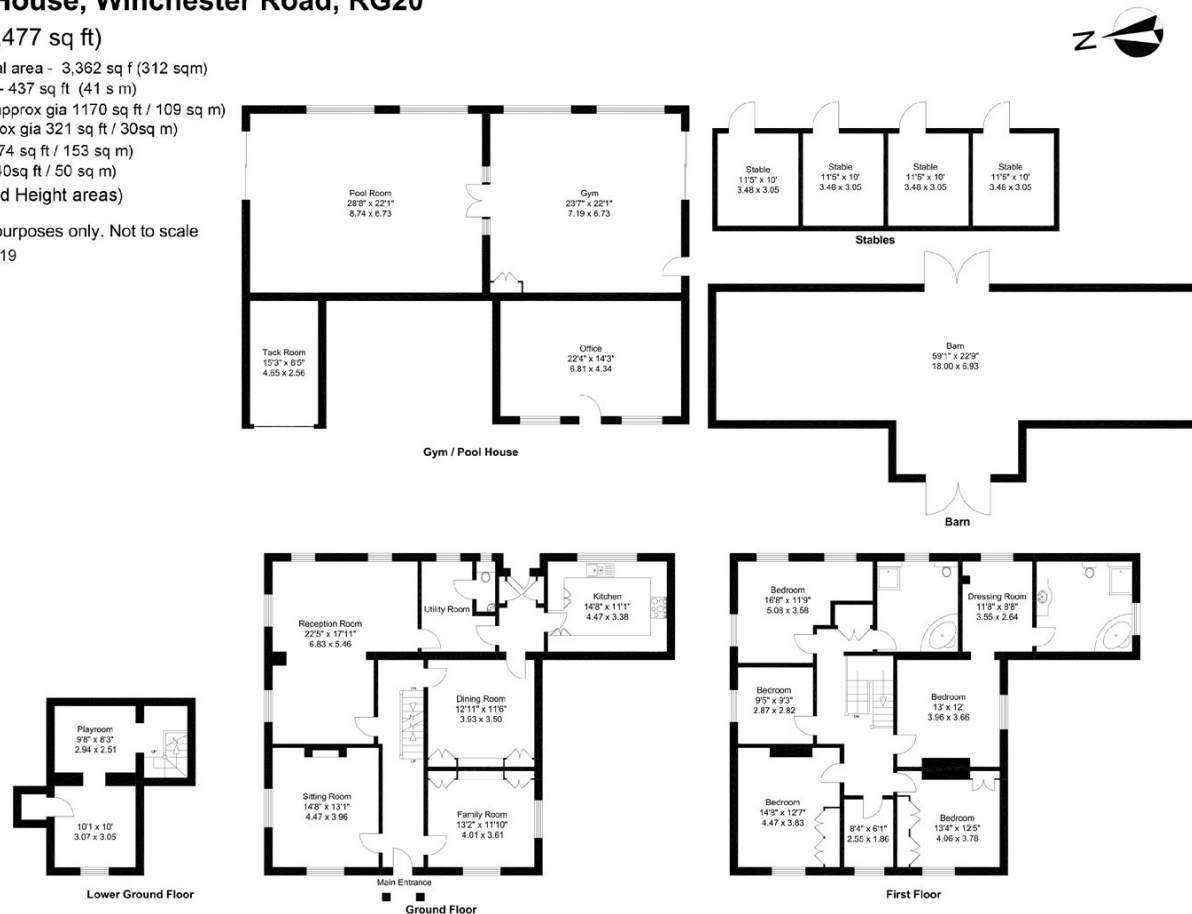 House, Winchester Road, RG20
,477 sq ft)
al area - 3,362 sq f (312 sqm)
- 437 sq ft (41 s m)
approx gia 1170 sq ft / 109 sq m)
ox gia 321 sq ft / 30sq m)
74 sq ft / 153 sq m)
40sq ft / 50 sq m)
d Height areas)
purposes only. Not to scale
19
N
Pool Room
28'8" x 22'1"
8.74 x 6.73
Gym
23'7" x 22'1"
7.19 x 6.73
Tack Room
15'3" x 8'5"
4.65 x 2.56
Office
22'4" x 14'3"
6.81 x 4.34
Gym / Pool House
Stable
11'5" x 10'
3.48 x 3.05
Stable
11'5" x 10'
3.48 x 3.05
Stable
11'5" x 10'
3.48 x 3.05
Stable
11'5" x 10'
3.48 x 3.05
Stables
Barn
59'1" x 22'9"
18.00 x 6.93
Barn
Playroom
9'8" x 8'3"
2.94 x 2.51
UP
10'1 x 10'
3.07 x 3.05
Lower Ground Floor
Reception Room
22'5" x 17'11"
6.83 x 5.46
Utility Room
Kitchen
14'8" x 11'1"
4.47 x 3.38
DN
Dining Room
12'11" x 11'6"
3.93 x 3.50
UP
Sitting Room
14'8" x 13'1"
4.47 x 3.96
Family Room
13'2" x 11'10"
4.01 x 3.61
Main Entrance
Ground Floor
Bedroom
16'8" x 11'9"
5.08 x 3.58
Dressing Room
11'8" x 8'8"
3.55 x 2.64
Bedroom
9'5" x 9'3"
2.87 x 2.82
DN
Bedroom
13' x 12'
3.96 x 3.66
Bedroom
14'8" x 12'7"
4.47 x 3.83
8'4" x 6'1"
2.55 x 1.86
Bedroom
13'4" x 12'5"
4.06 x 3.78
First Floor